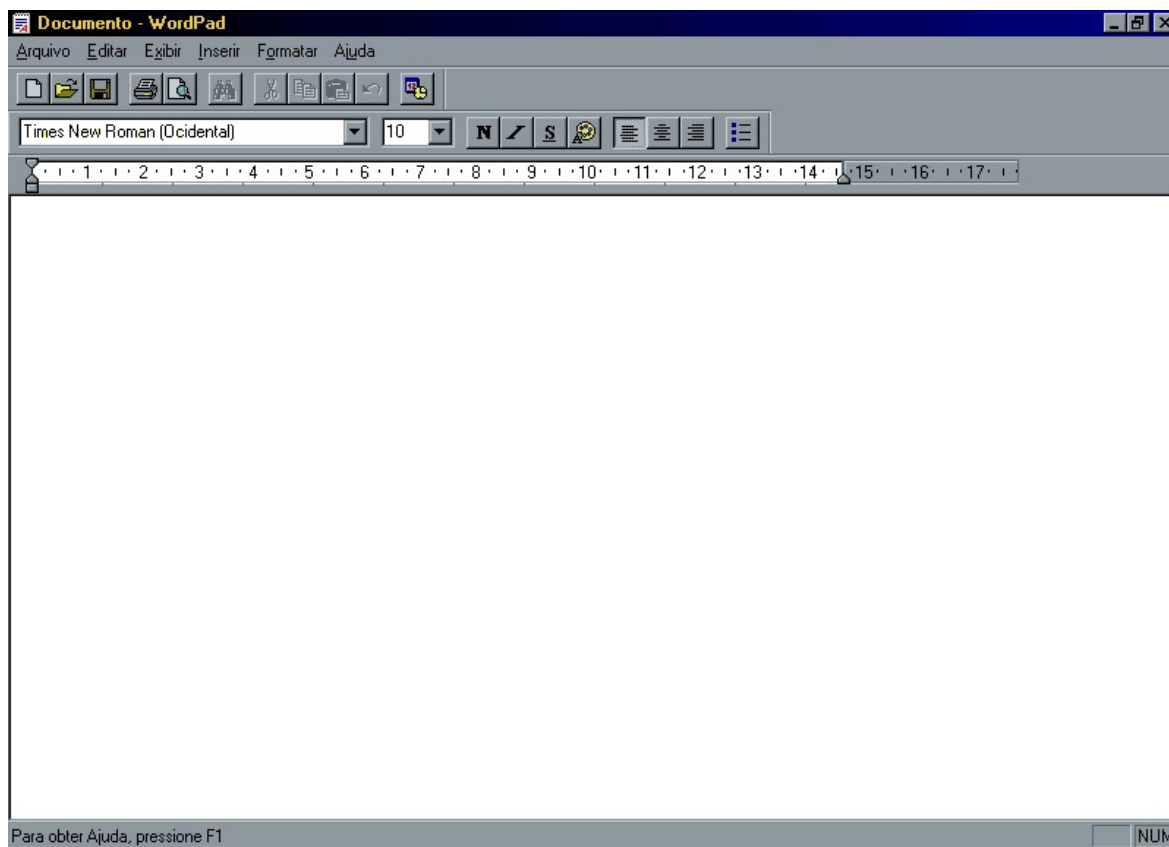 Documento - WordPad
Arquivo Editar Exibir Inserir Formatar Ajuda
Times New Roman (Ocidental) 10 N I S
1 2 3 4 5 6 7 8 9 10 11 12 13 14 15 16 17
Para obter Ajuda, pressione F1 NUM